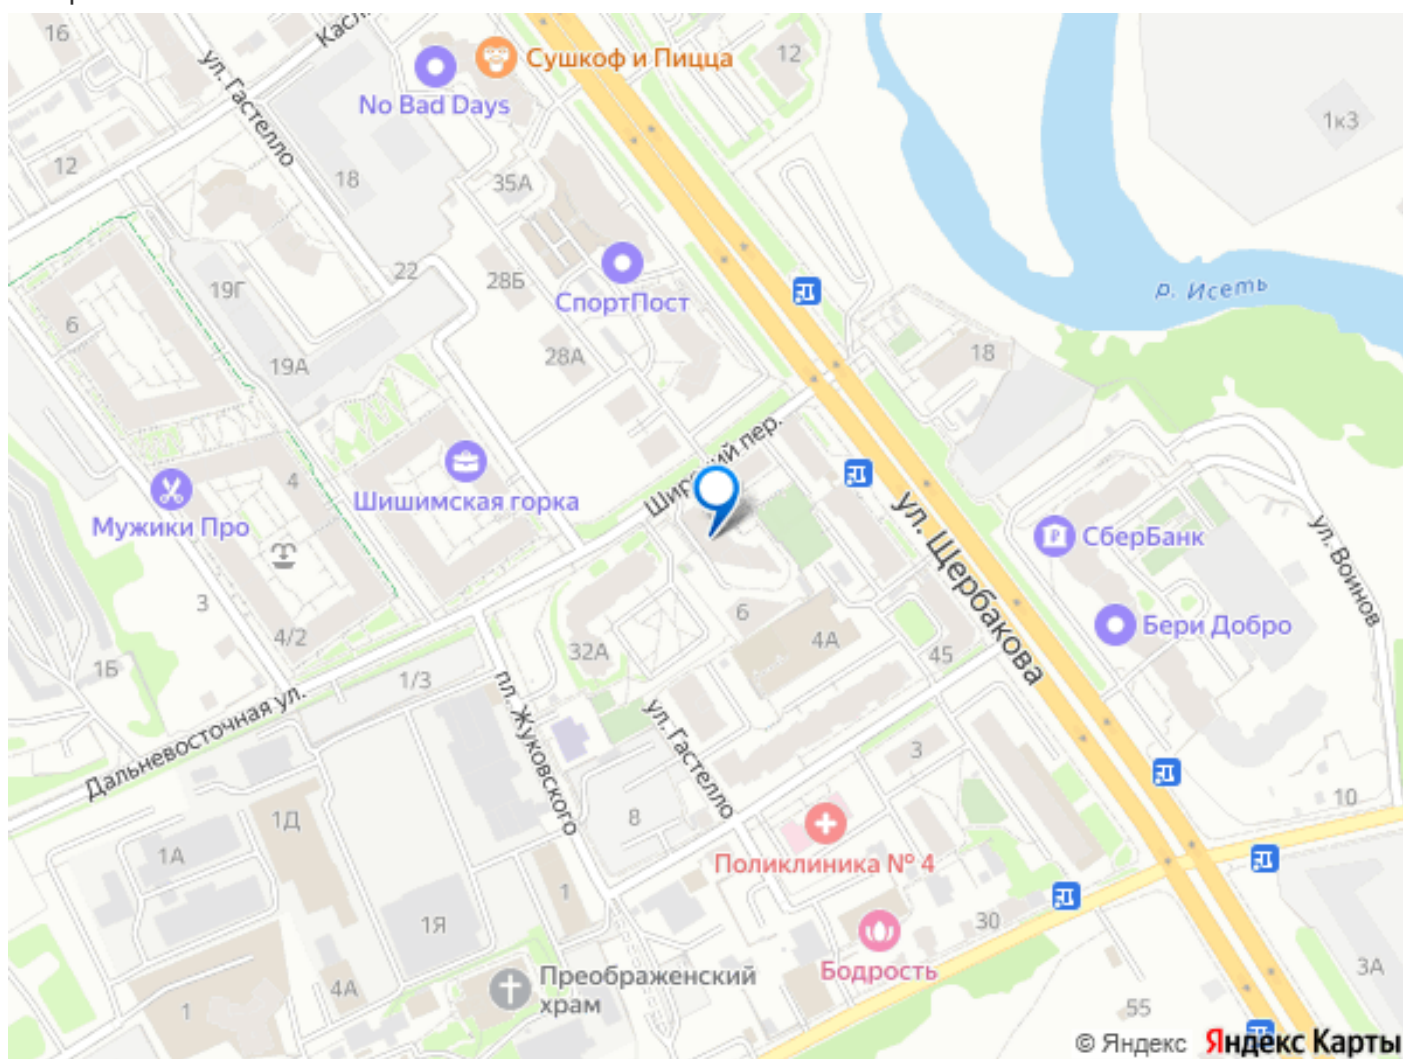 16
Сушкоф и Пицца
12
No Bad Days
ул. Гастелло
1к3
12
18
35А
р. Исеть
22
28Б
19Г
СпортПост
6
28А
18
19А
пер.
4
Шишимская горка
Мужики Про
ул. Щербакова
СберБанк
ул. Воинов
3
6
Бери Добро
4/2
4А
32А
45
1Б
1/3
Дальневосточная ул.
пл. Жуковского
ул. Гастелло
3
10
8
1Д
1А
Поликлиника № 4
1
30
1Я
Бодрость
Преображенский
храм
4А
3А
1
55
© Яндекс Яндекс Карты